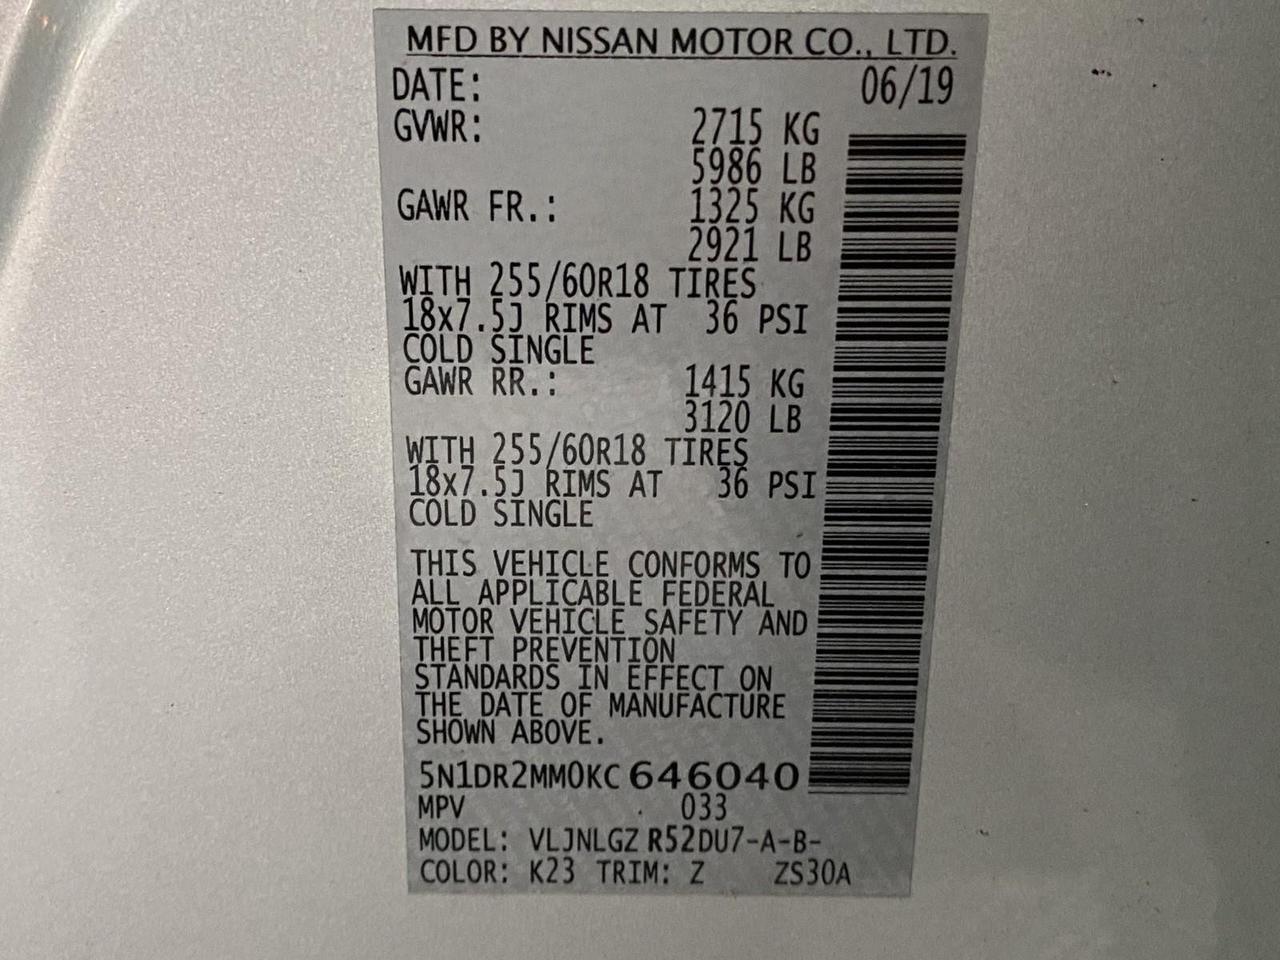 MFD BY NISSAN MOTOR CO., LTD.
DATE: 06/19
GVWR: 2715 KG
5986 LB
GAWR FR.: 1325 KG
2921 LB
WITH 255/60R18 TIRES
18x7.5J RIMS AT 36 PSI
COLD SINGLE
GAWR RR.: 1415 KG
3120 LB
WITH 255/60R18 TIRES
18x7.5J RIMS AT 36 PSI
COLD SINGLE
THIS VEHICLE CONFORMS TO
ALL APPLICABLE FEDERAL
MOTOR VEHICLE SAFETY AND
THEFT PREVENTION
STANDARDS IN EFFECT ON
THE DATE OF MANUFACTURE
SHOWN ABOVE.
5N1DR2MM0KC646040
MPV 033
MODEL: VLJNLGZ R52DU7-A-B-
COLOR: K23 TRIM: Z ZS30A